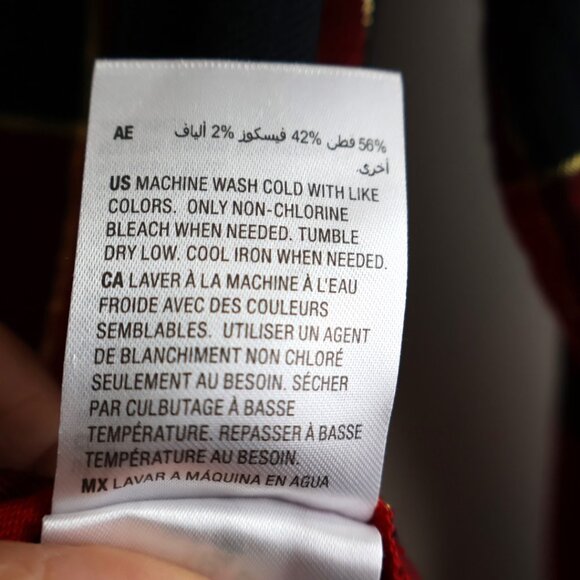 AE 56% قطن 42% فيسكوز 2% ألياف
أخرى.
US MACHINE WASH COLD WITH LIKE
COLORS. ONLY NON-CHLORINE
BLEACH WHEN NEEDED. TUMBLE
DRY LOW. COOL IRON WHEN NEEDED.
CA LAVER À LA MACHINE À L'EAU
FROIDE AVEC DES COULEURS
SEMBLABLES. UTILISER UN AGENT
DE BLANCHIMENT NON CHLORÉ
SEULEMENT AU BESOIN. SÉCHER
PAR CULBUTAGE À BASSE
TEMPÉRATURE. REPASSER À BASSE
TEMPÉRATURE AU BESOIN.
MX LAVAR A MÁQUINA EN AGUA